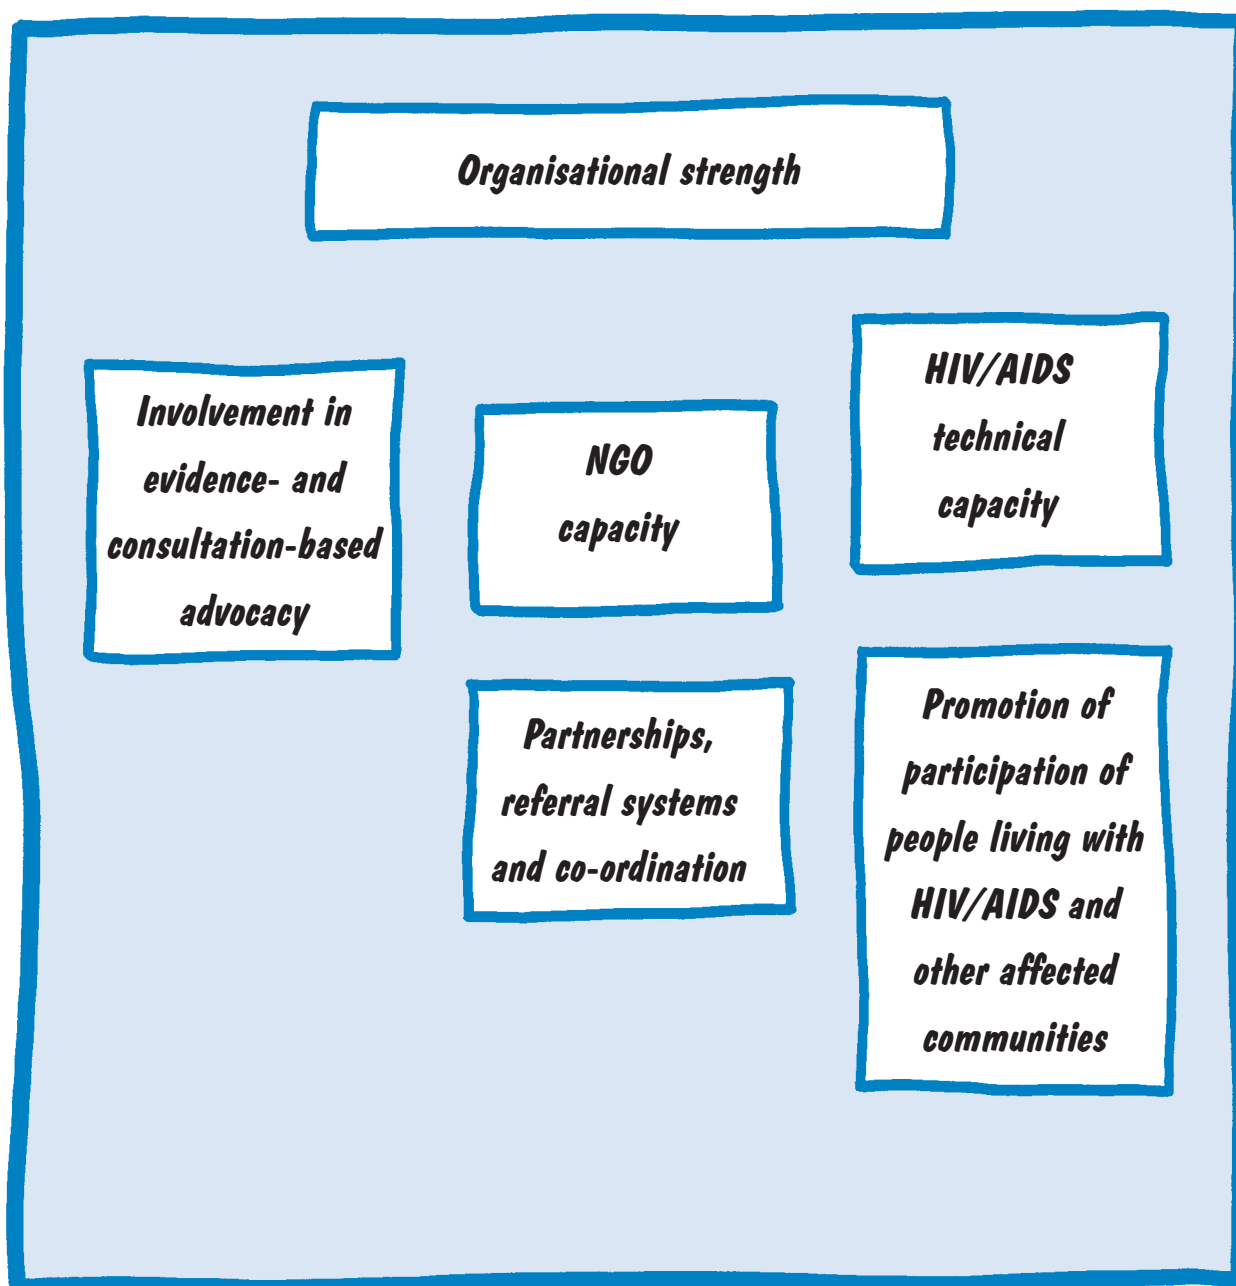 Organisational strength
Involvement in
evidence- and
consultation-based
advocacy
NGO
capacity
HIV/AIDS
technical
capacity
Partnerships,
referral systems
and co-ordination
Promotion of
participation of
people living with
HIV/AIDS and
other affected
communities